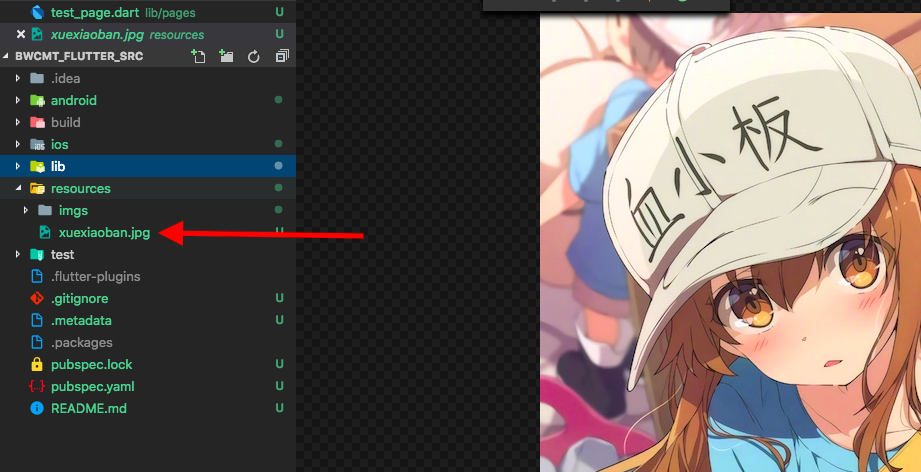 test_page.dart lib/pages U
xuexiaoban.jpg resources U
BWCMT_FLUTTER_SRC
.idea
android
build
ios
lib
resources
imgs
xuexiaoban.jpg U
test
.flutter-plugins
.gitignore U
.metadata U
.packages
pubspec.lock U
pubspec.yaml U
README.md U
血小板